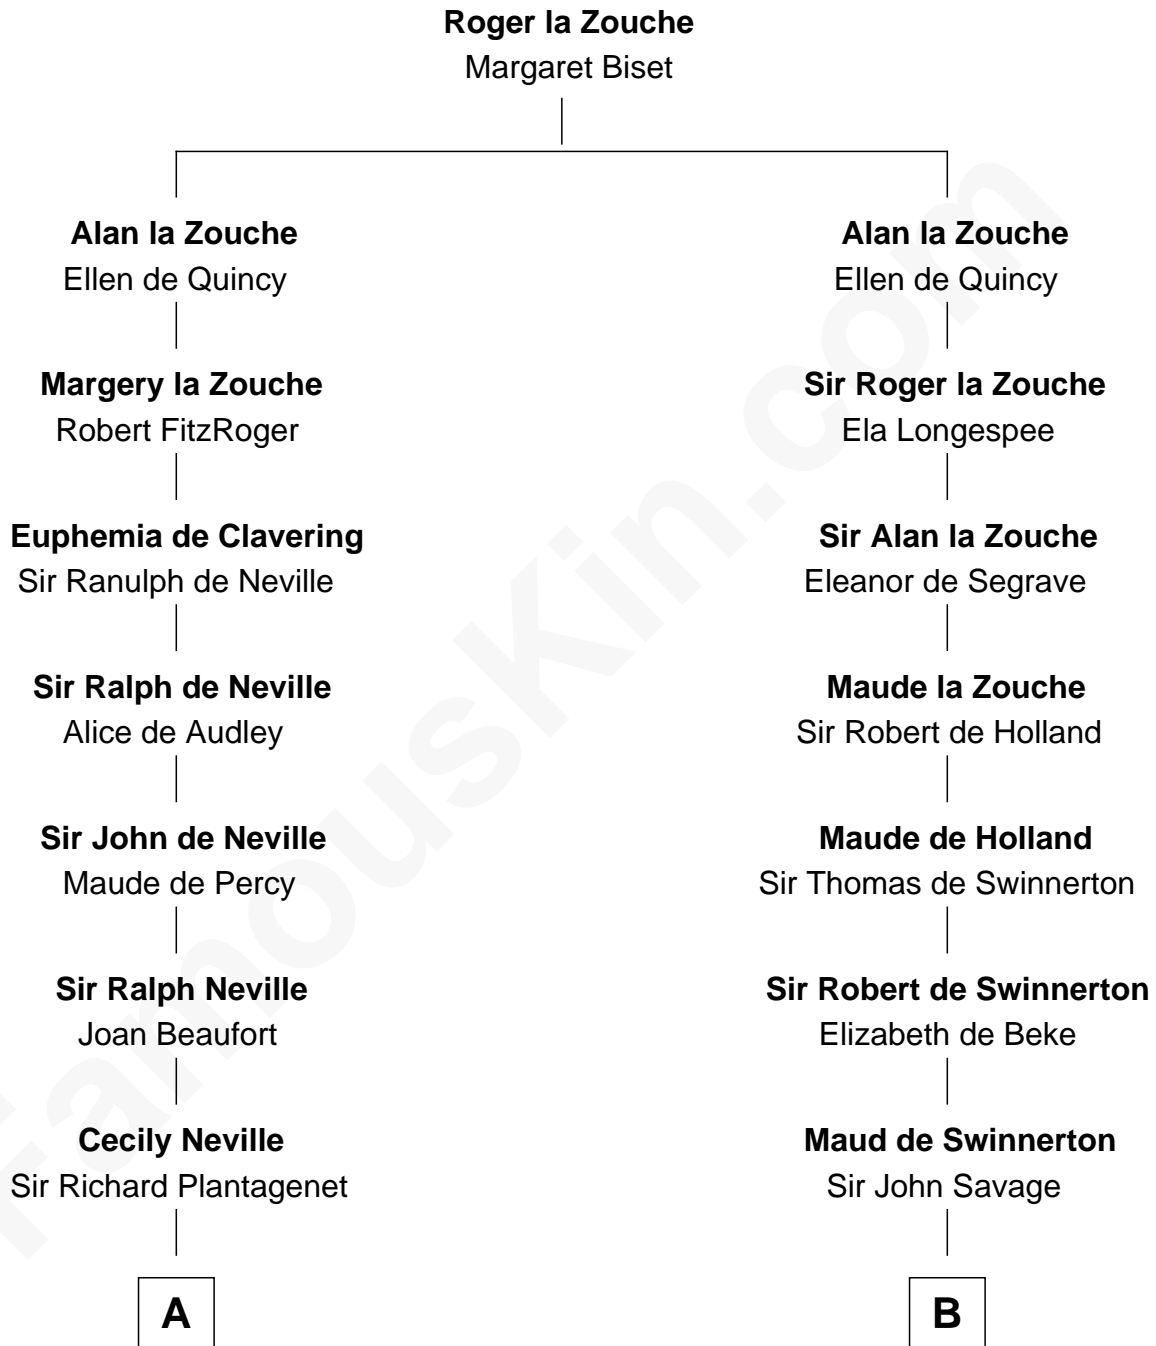 Roger la Zouche
Margaret Biset
Alan la Zouche
Ellen de Quincy
Alan la Zouche
Ellen de Quincy
Margery la Zouche
Robert FitzRoger
Sir Roger la Zouche
Ela Longespee
Euphemia de Clavering
Sir Ranulph de Neville
Sir Alan la Zouche
Eleanor de Segrave
Sir Ralph de Neville
Alice de Audley
Maude la Zouche
Sir Robert de Holland
Sir John de Neville
Maude de Percy
Maude de Holland
Sir Thomas de Swinnerton
Sir Ralph Neville
Joan Beaufort
Sir Robert de Swinnerton
Elizabeth de Beke
Cecily Neville
Sir Richard Plantagenet
Maud de Swinnerton
Sir John Savage
A
B
FamousKin.com